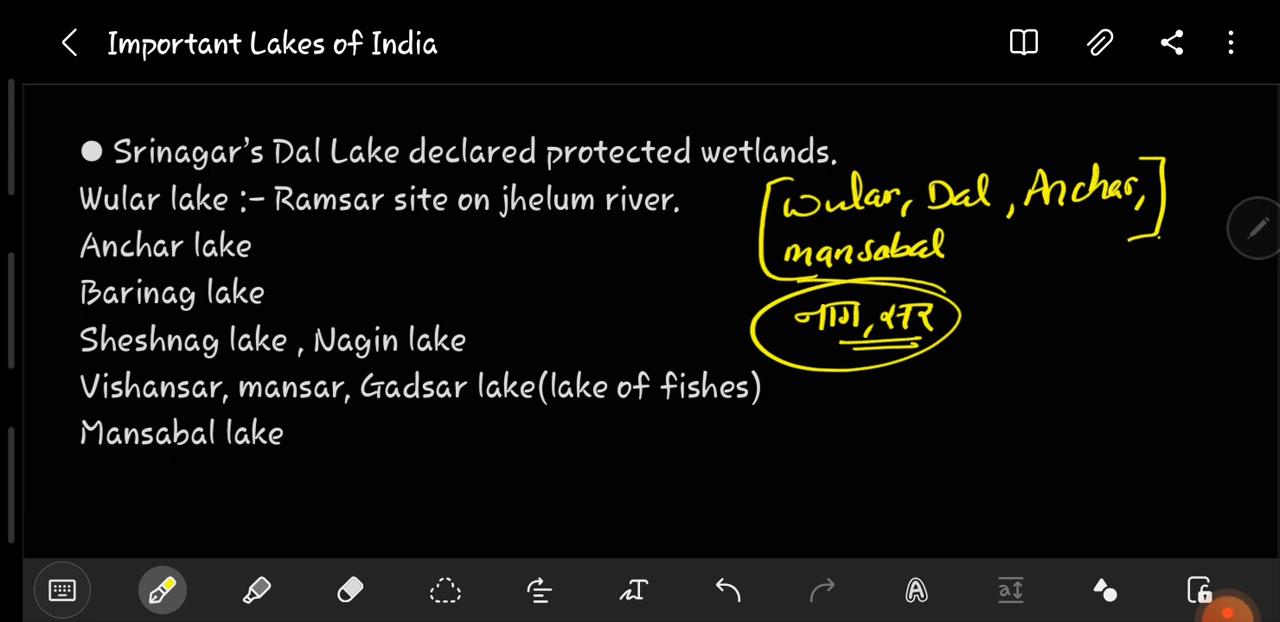 Important Lakes of India
● Srinagar's Dal Lake declared protected wetlands.
Wular lake :- Ramsar site on jhelum river.
Anchar lake
Barinag lake
Sheshnag lake , Nagin lake
Vishansar, mansar, Gadsar lake(lake of fishes)
Mansabal lake
[Wular, Dal, Anchar,]
mansabal
नाग, सर